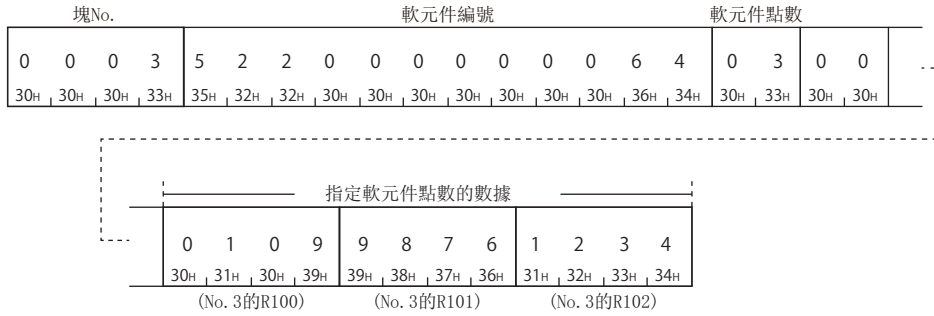 塊No. 軟元件編號 軟元件點數
0 0 0 3 5 2 2 0 0 0 0 0 0 0 6 4 0 3 0 0
30H 30H 30H 33H 35H 32H 32H 30H 30H 30H 30H 30H 30H 30H 36H 34H 30H 33H 30H 30H
指定軟元件點數的數據
0 1 0 9 9 8 7 6 1 2 3 4
30H 31H 30H 39H 39H 38H 37H 36H 31H 32H 33H 34H
(No.3的R100) (No.3的R101) (No.3的R102)